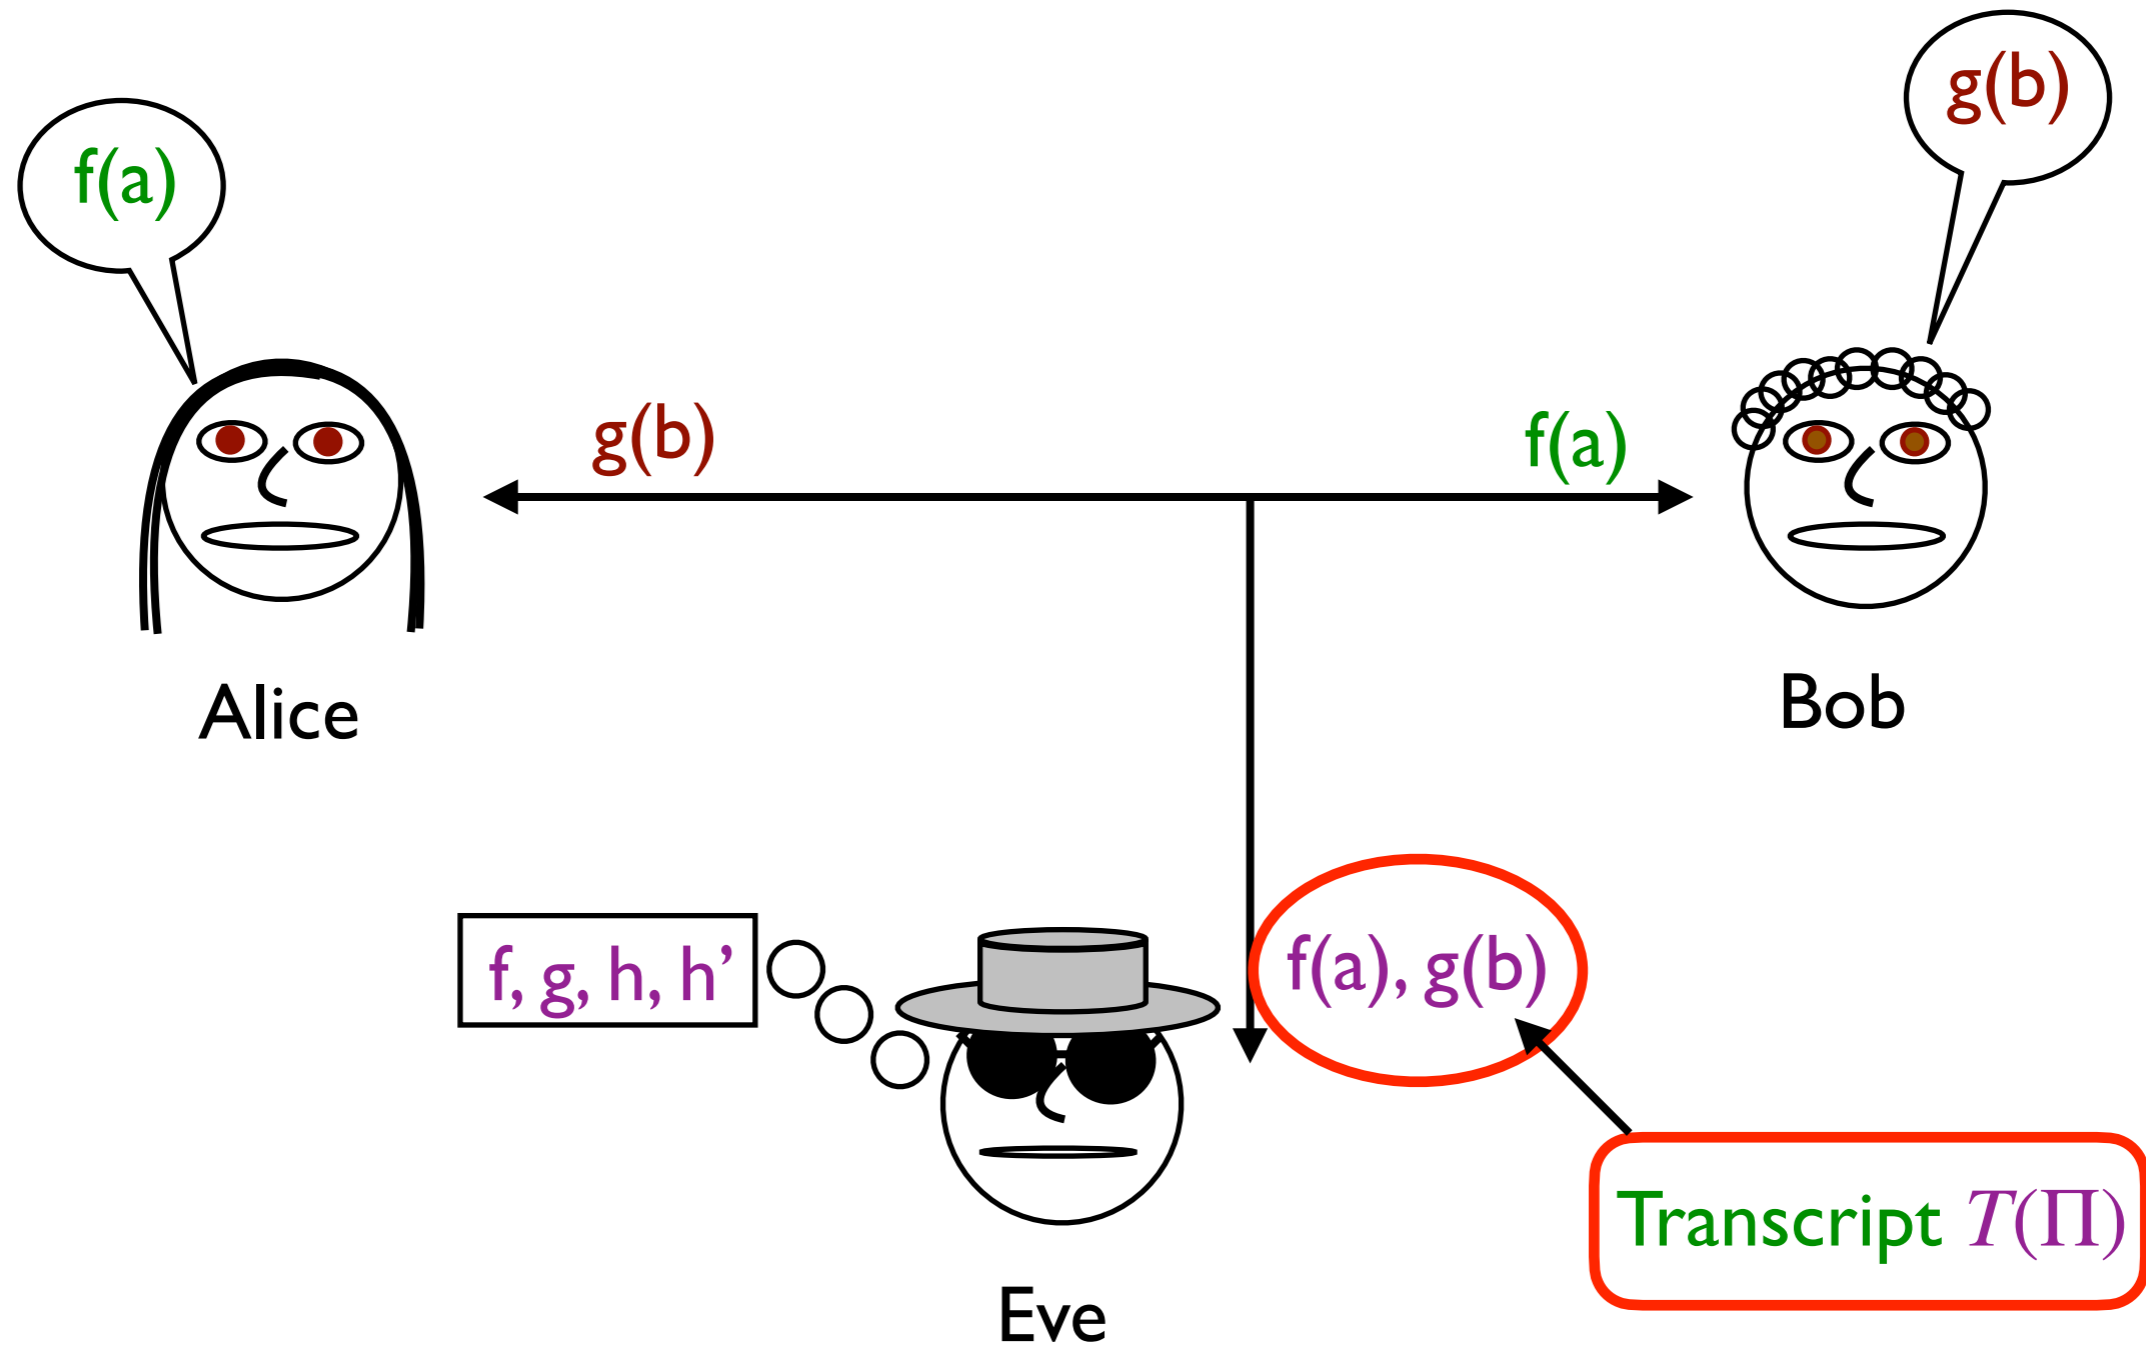 g(b)
f(a)
g(b)
f(a)
Alice
Bob
f, g, h, h’
f(a), g(b)
Transcript T(Π)
Eve